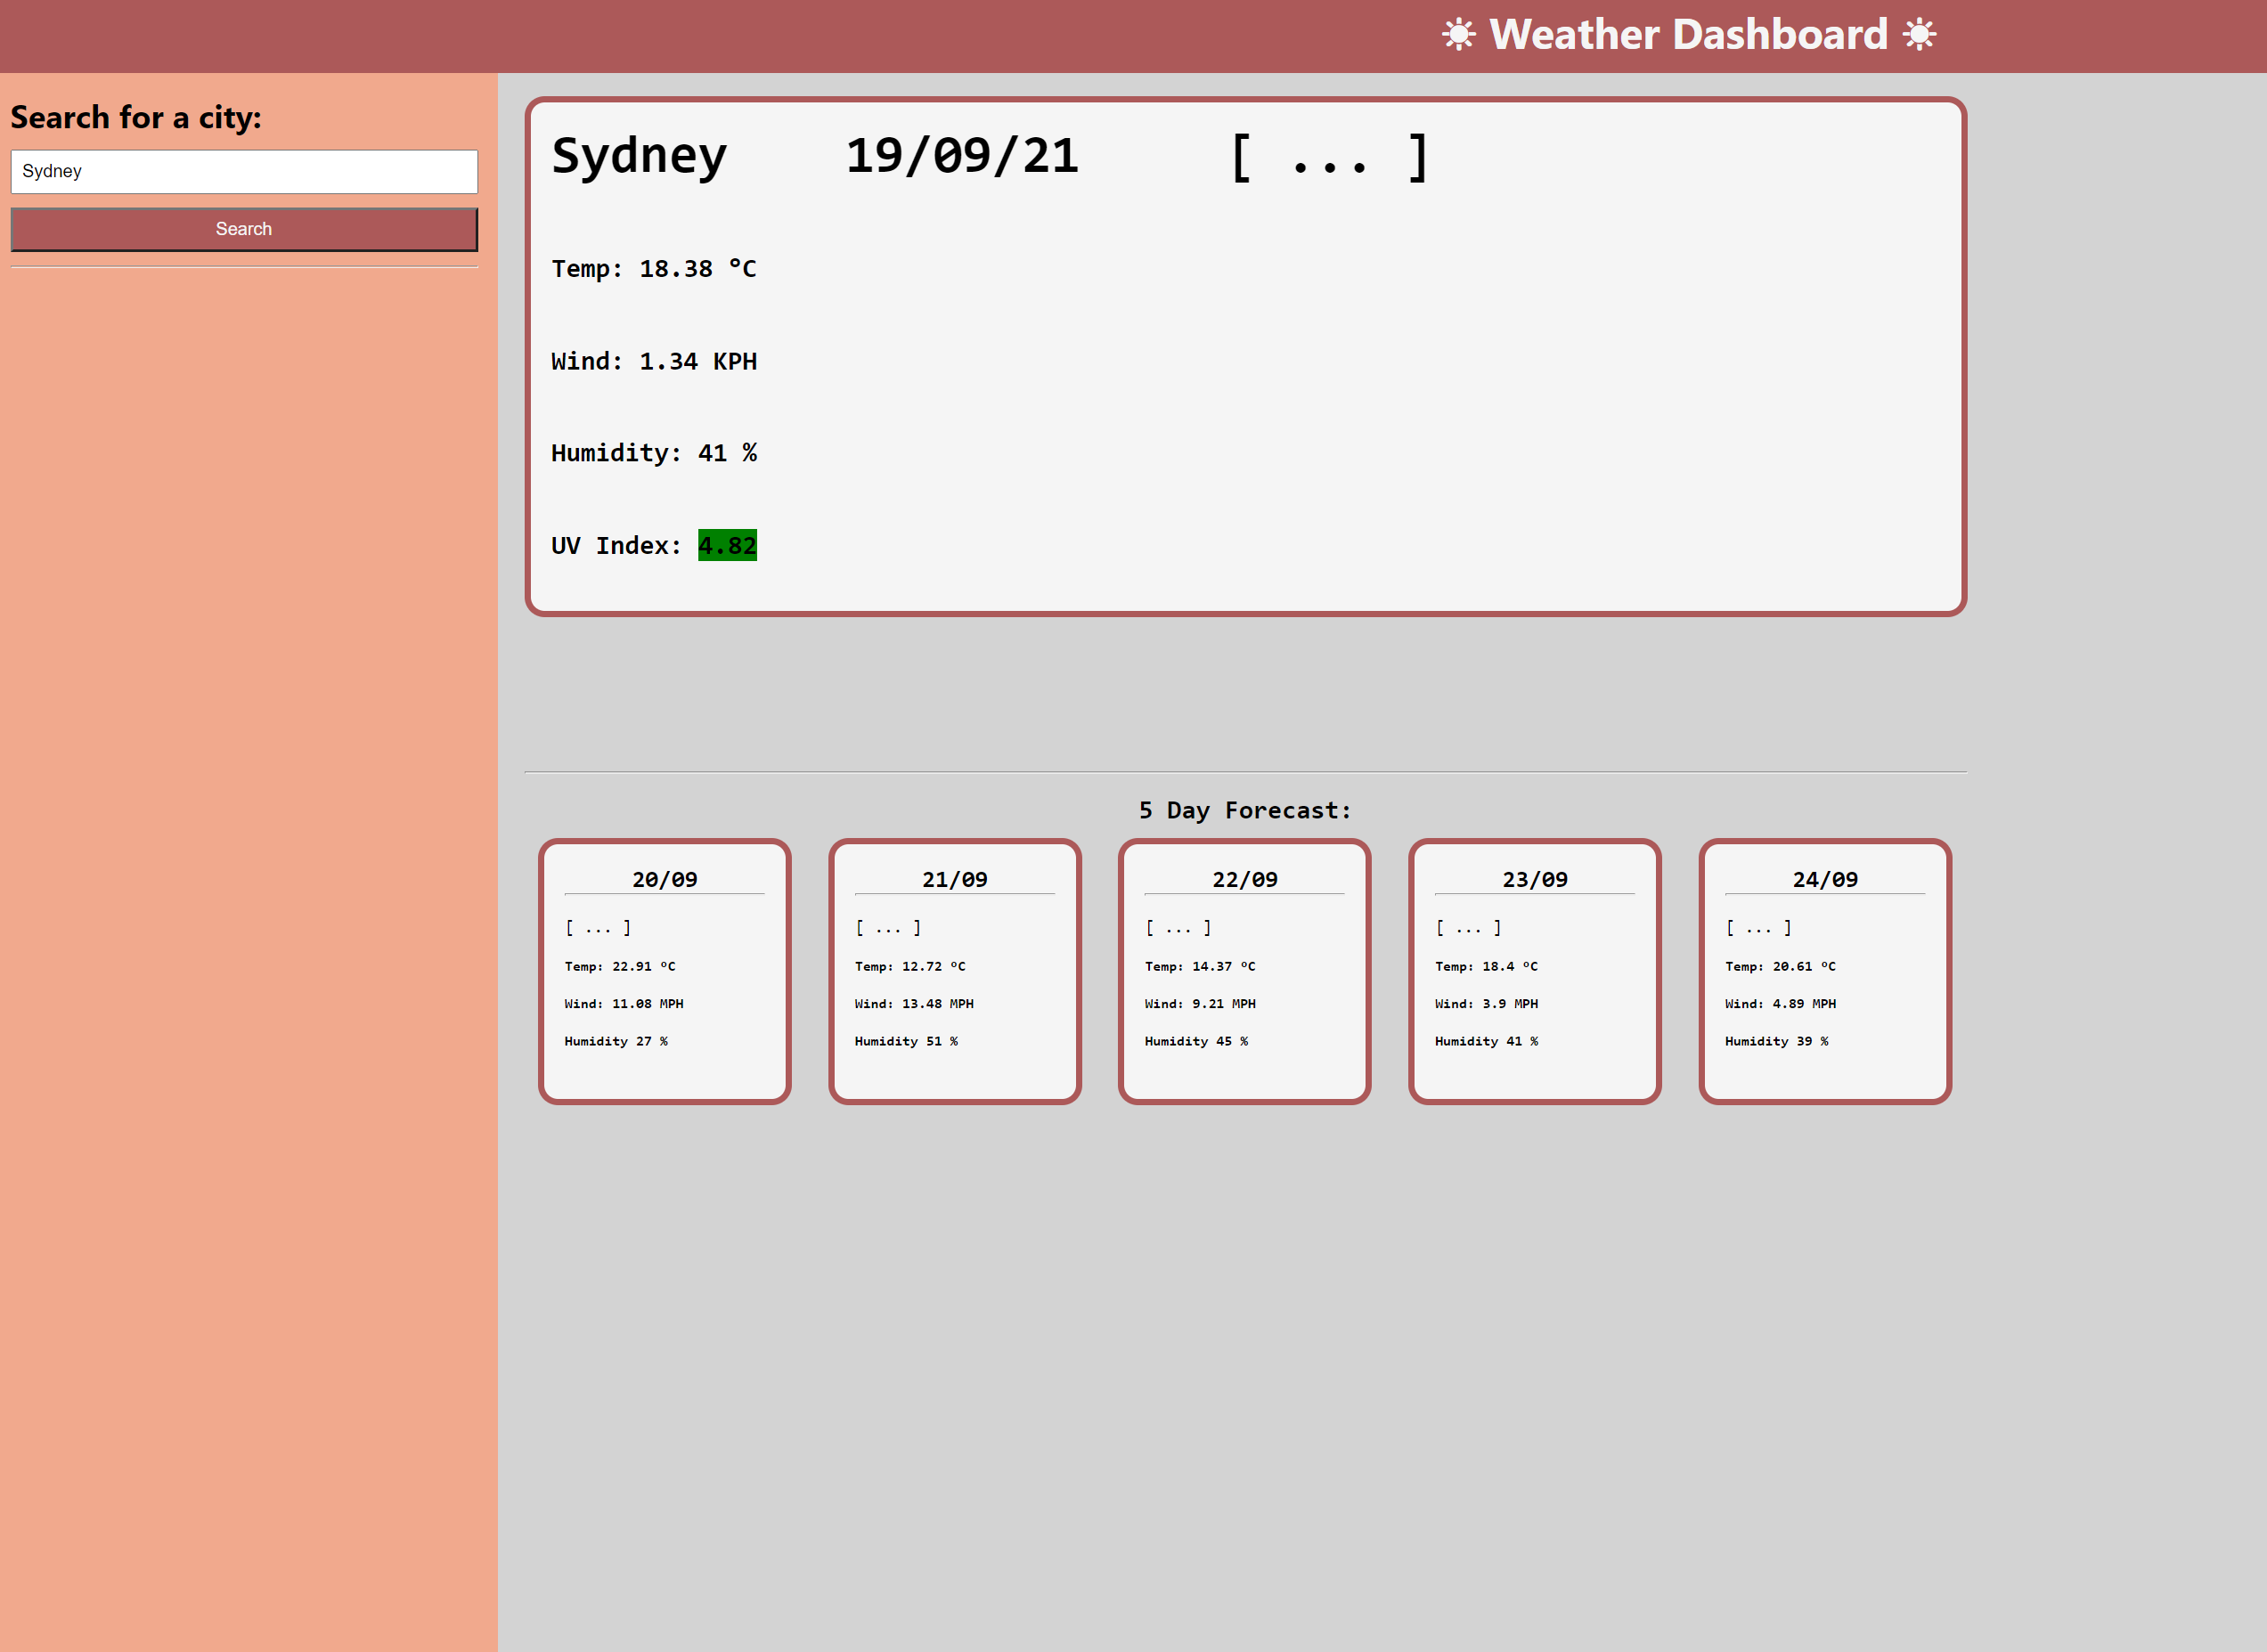 ☀ Weather Dashboard ☀
Search for a city:
Sydney
Search
Sydney 19/09/21 [ ... ]
Temp: 18.38 °C
Wind: 1.34 KPH
Humidity: 41 %
UV Index: 4.82
5 Day Forecast:
20/09
[ ... ]
Temp: 22.91 °C
Wind: 11.08 MPH
Humidity 27 %
21/09
[ ... ]
Temp: 12.72 °C
Wind: 13.48 MPH
Humidity 51 %
22/09
[ ... ]
Temp: 14.37 °C
Wind: 9.21 MPH
Humidity 45 %
23/09
[ ... ]
Temp: 18.4 °C
Wind: 3.9 MPH
Humidity 41 %
24/09
[ ... ]
Temp: 20.61 °C
Wind: 4.89 MPH
Humidity 39 %